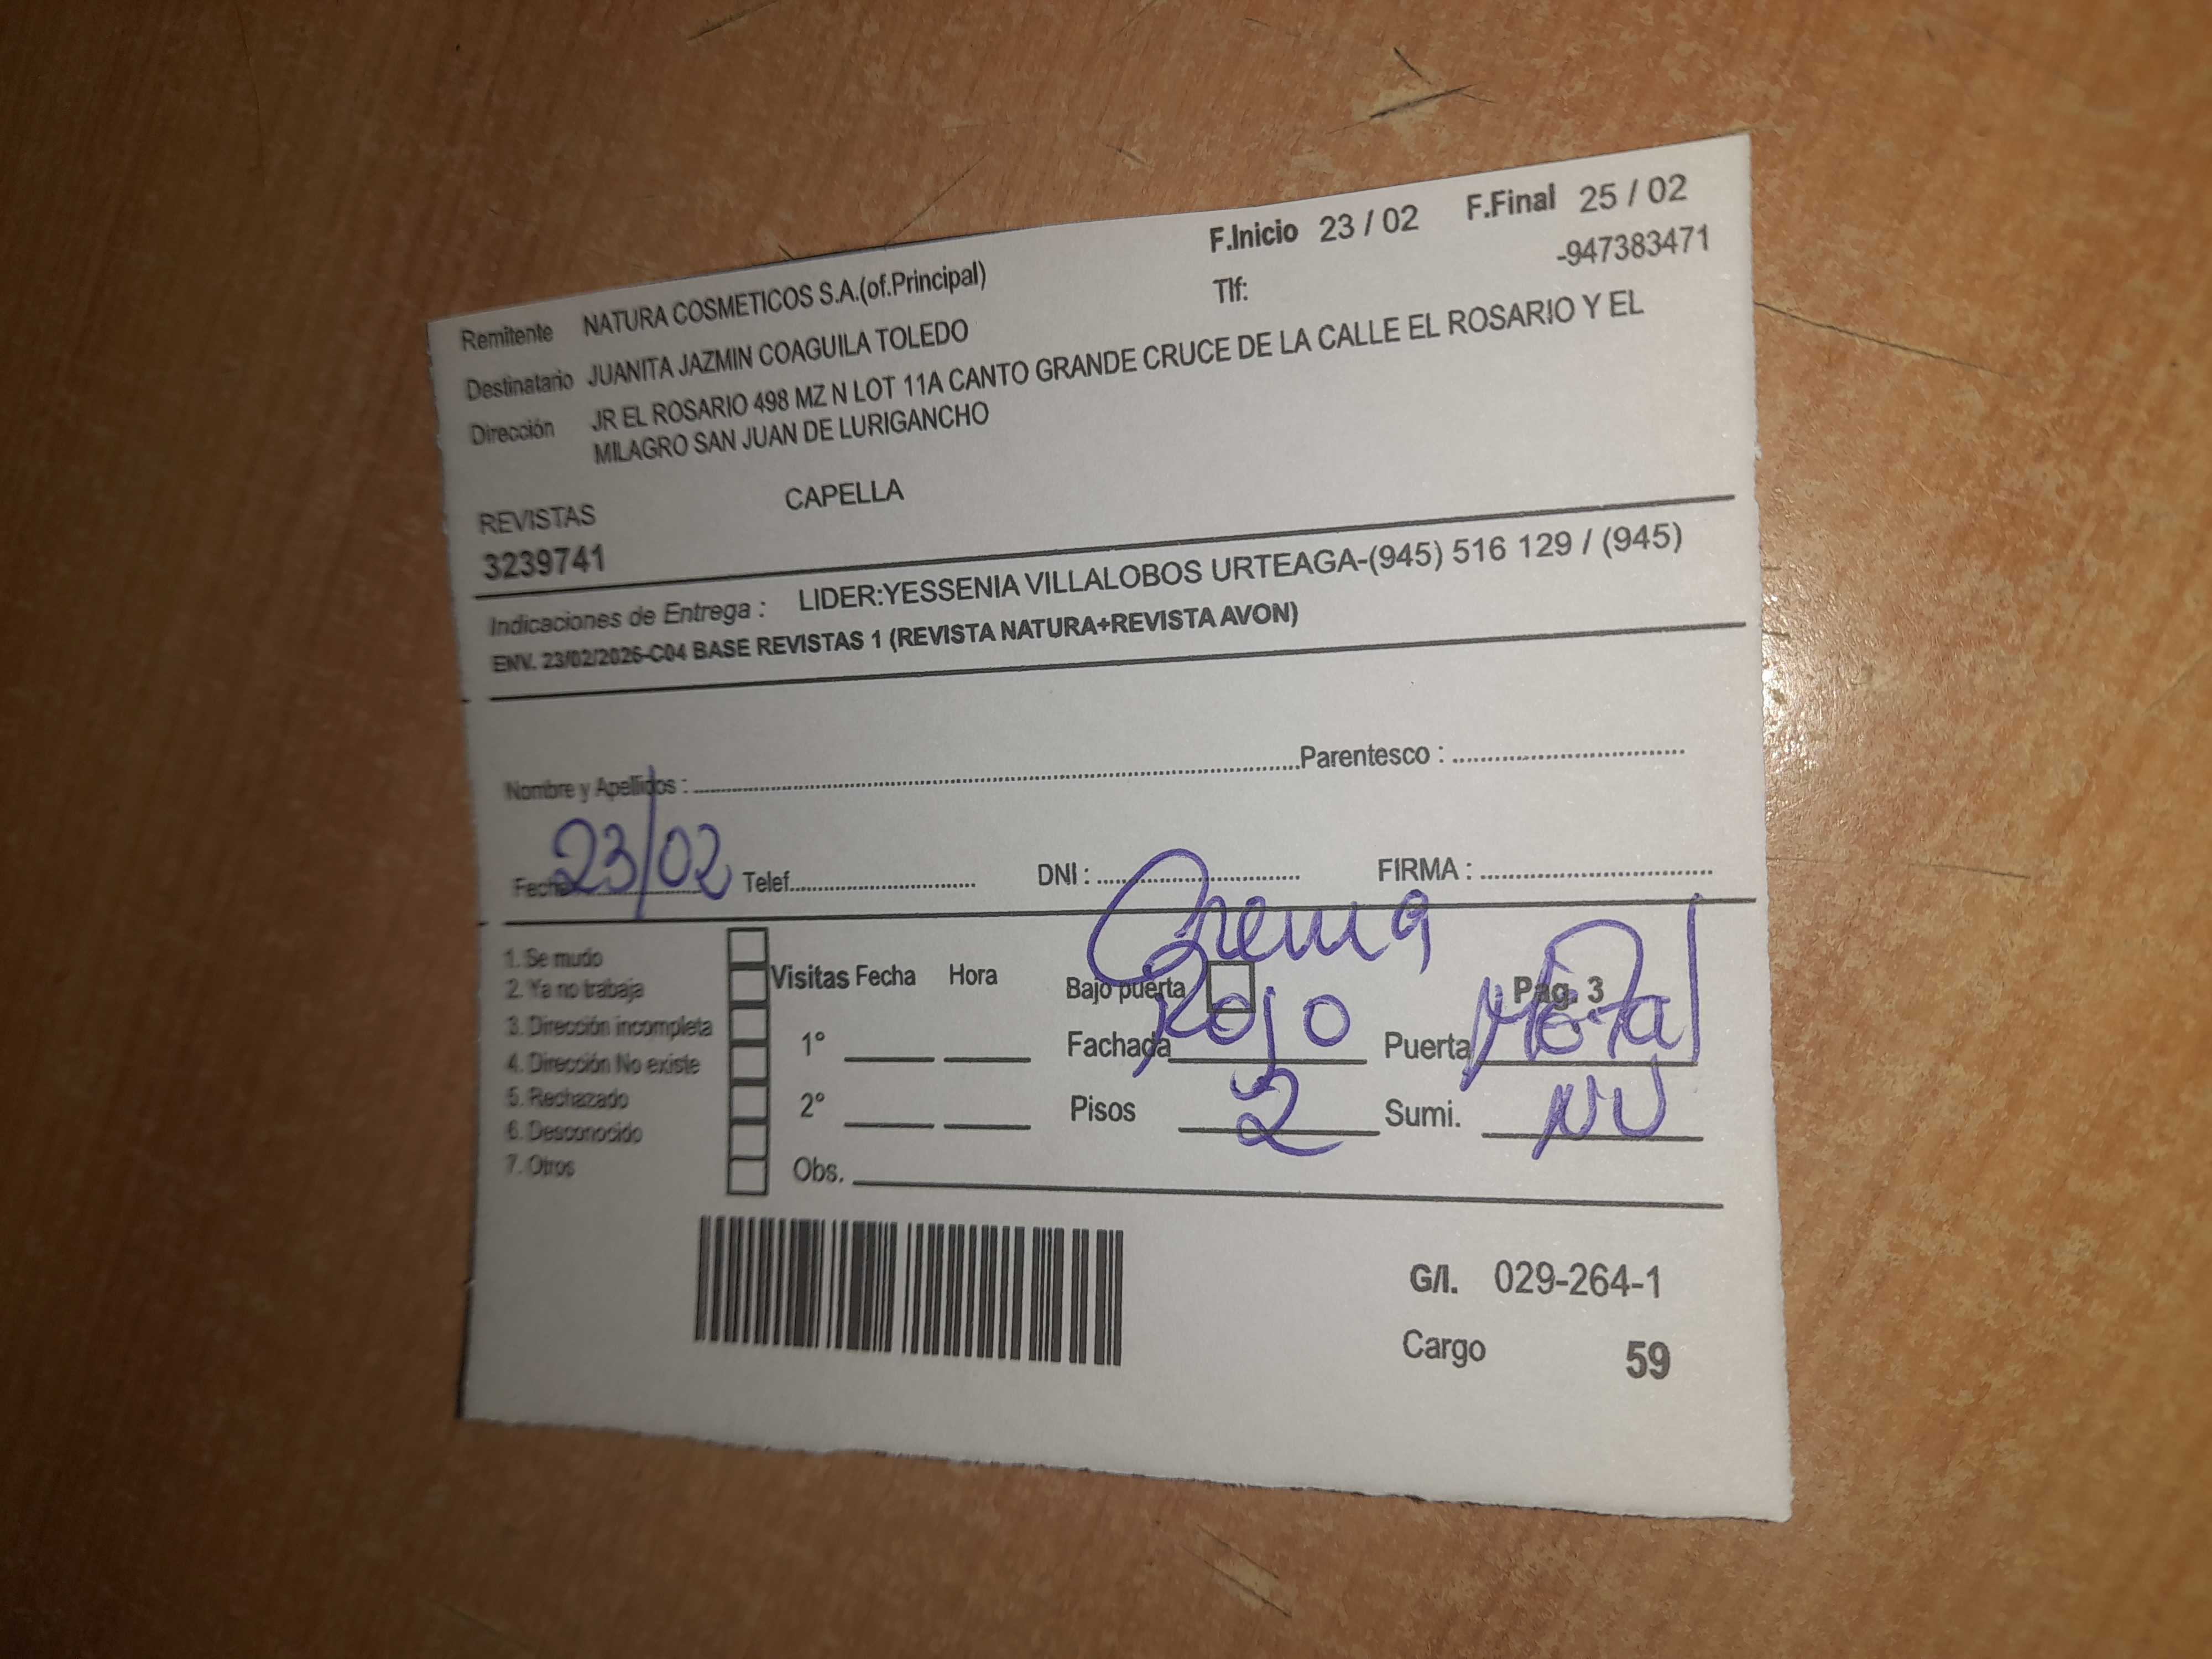 F.Inicio 23 / 02 F.Final 25 / 02
Remitente NATURA COSMETICOS S.A.(of.Principal) Tlf: -947383471
Destinatario JUANITA JAZMIN COAGUILA TOLEDO
Dirección JR EL ROSARIO 498 MZ N LOT 11A CANTO GRANDE CRUCE DE LA CALLE EL ROSARIO Y EL
MILAGRO SAN JUAN DE LURIGANCHO
REVISTAS CAPELLA
3239741
Indicaciones de Entrega : LIDER:YESSENIA VILLALOBOS URTEAGA-(945) 516 129 / (945)
ENV. 23/02/2026-C04 BASE REVISTAS 1 (REVISTA NATURA+REVISTA AVON)
Nombre y Apellidos : Parentesco :
Fecha 23/02 Telef. DNI : FIRMA :
Crema
1. Se mudo
2. Ya no trabaja Visitas Fecha Hora Bajo puerta Pag. 3
3. Dirección incompleta 1° Fachada Rojo Puerta Metal
4. Dirección No existe
5. Rechazado 2° Pisos 2 Sumi.
6. Desconocido
7. Otros Obs.
G/I. 029-264-1
Cargo 59